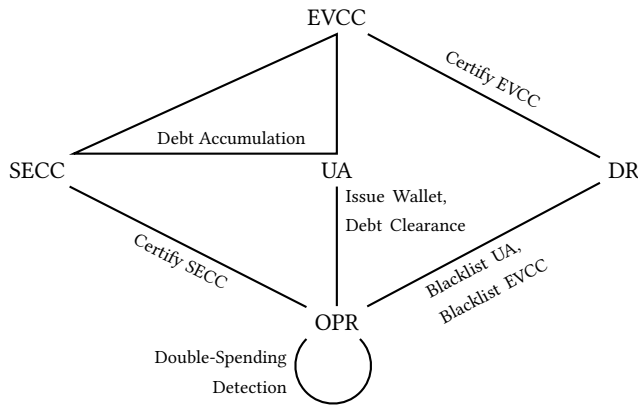 EVCC
Certify EVCC
Debt Accumulation
SECC
UA
DR
Issue Wallet,
Debt Clearance
Certify SECC
Blacklist UA,
Blacklist EVCC
OPR
Double-Spending
Detection